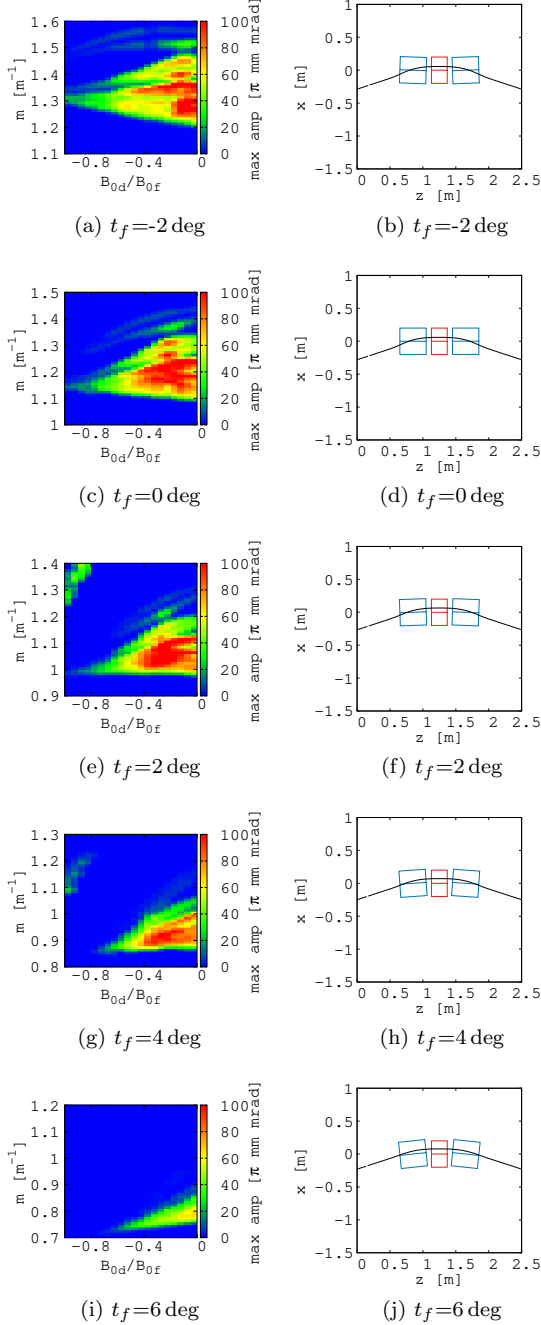 1.6
1.5
1.4
1.3
1.2
1.1
m [m⁻¹]
−0.8 −0.4 0
B₀d/B₀f
100
80
60
40
20
0
max amp [π mm mrad]
(a) t_f=-2 deg
1
0.5
0
−0.5
−1
−1.5
x [m]
0 0.5 1 1.5 2 2.5
z [m]
(b) t_f=-2 deg
1.5
1.4
1.3
1.2
1.1
1
m [m⁻¹]
−0.8 −0.4 0
B₀d/B₀f
100
80
60
40
20
0
max amp [π mm mrad]
(c) t_f=0 deg
1
0.5
0
−0.5
−1
−1.5
x [m]
0 0.5 1 1.5 2 2.5
z [m]
(d) t_f=0 deg
1.4
1.3
1.2
1.1
1
0.9
m [m⁻¹]
−0.8 −0.4 0
B₀d/B₀f
100
80
60
40
20
0
max amp [π mm mrad]
(e) t_f=2 deg
1
0.5
0
−0.5
−1
−1.5
x [m]
0 0.5 1 1.5 2 2.5
z [m]
(f) t_f=2 deg
1.3
1.2
1.1
1
0.9
0.8
m [m⁻¹]
−0.8 −0.4 0
B₀d/B₀f
100
80
60
40
20
0
max amp [π mm mrad]
(g) t_f=4 deg
1
0.5
0
−0.5
−1
−1.5
x [m]
0 0.5 1 1.5 2 2.5
z [m]
(h) t_f=4 deg
1.2
1.1
1
0.9
0.8
0.7
m [m⁻¹]
−0.8 −0.4 0
B₀d/B₀f
100
80
60
40
20
0
max amp [π mm mrad]
(i) t_f=6 deg
1
0.5
0
−0.5
−1
−1.5
x [m]
0 0.5 1 1.5 2 2.5
z [m]
(j) t_f=6 deg